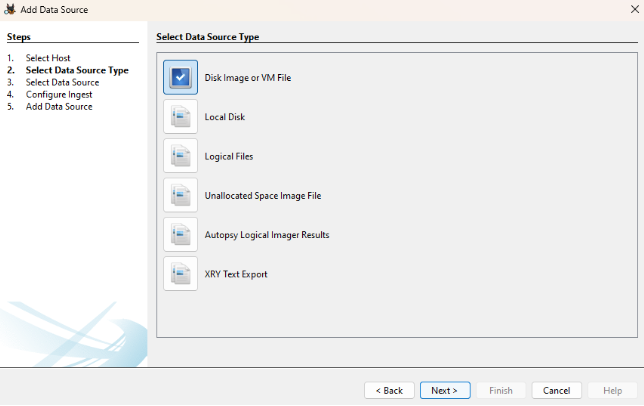 Add Data Source
Steps
1. Select Host
2. Select Data Source Type
3. Select Data Source
4. Configure Ingest
5. Add Data Source
Select Data Source Type
Disk Image or VM File
Local Disk
Logical Files
Unallocated Space Image File
Autopsy Logical Imager Results
XRY Text Export
< Back
Next >
Finish
Cancel
Help